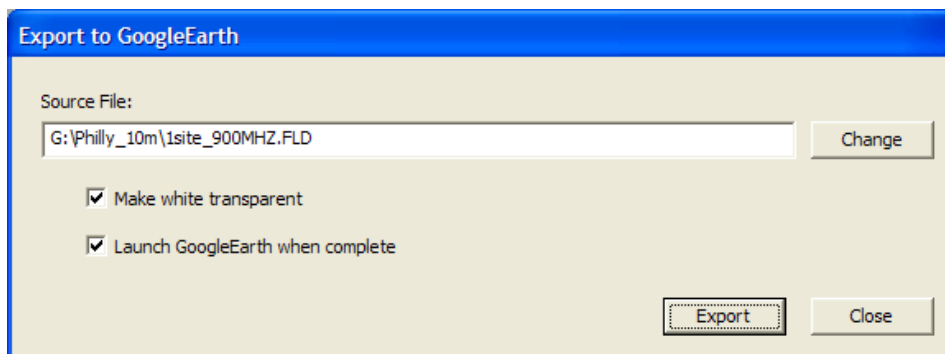 Export to GoogleEarth
Source File:
G:\Philly_10m\1site_900MHZ.FLD
Change
Make white transparent
Launch GoogleEarth when complete
Export
Close